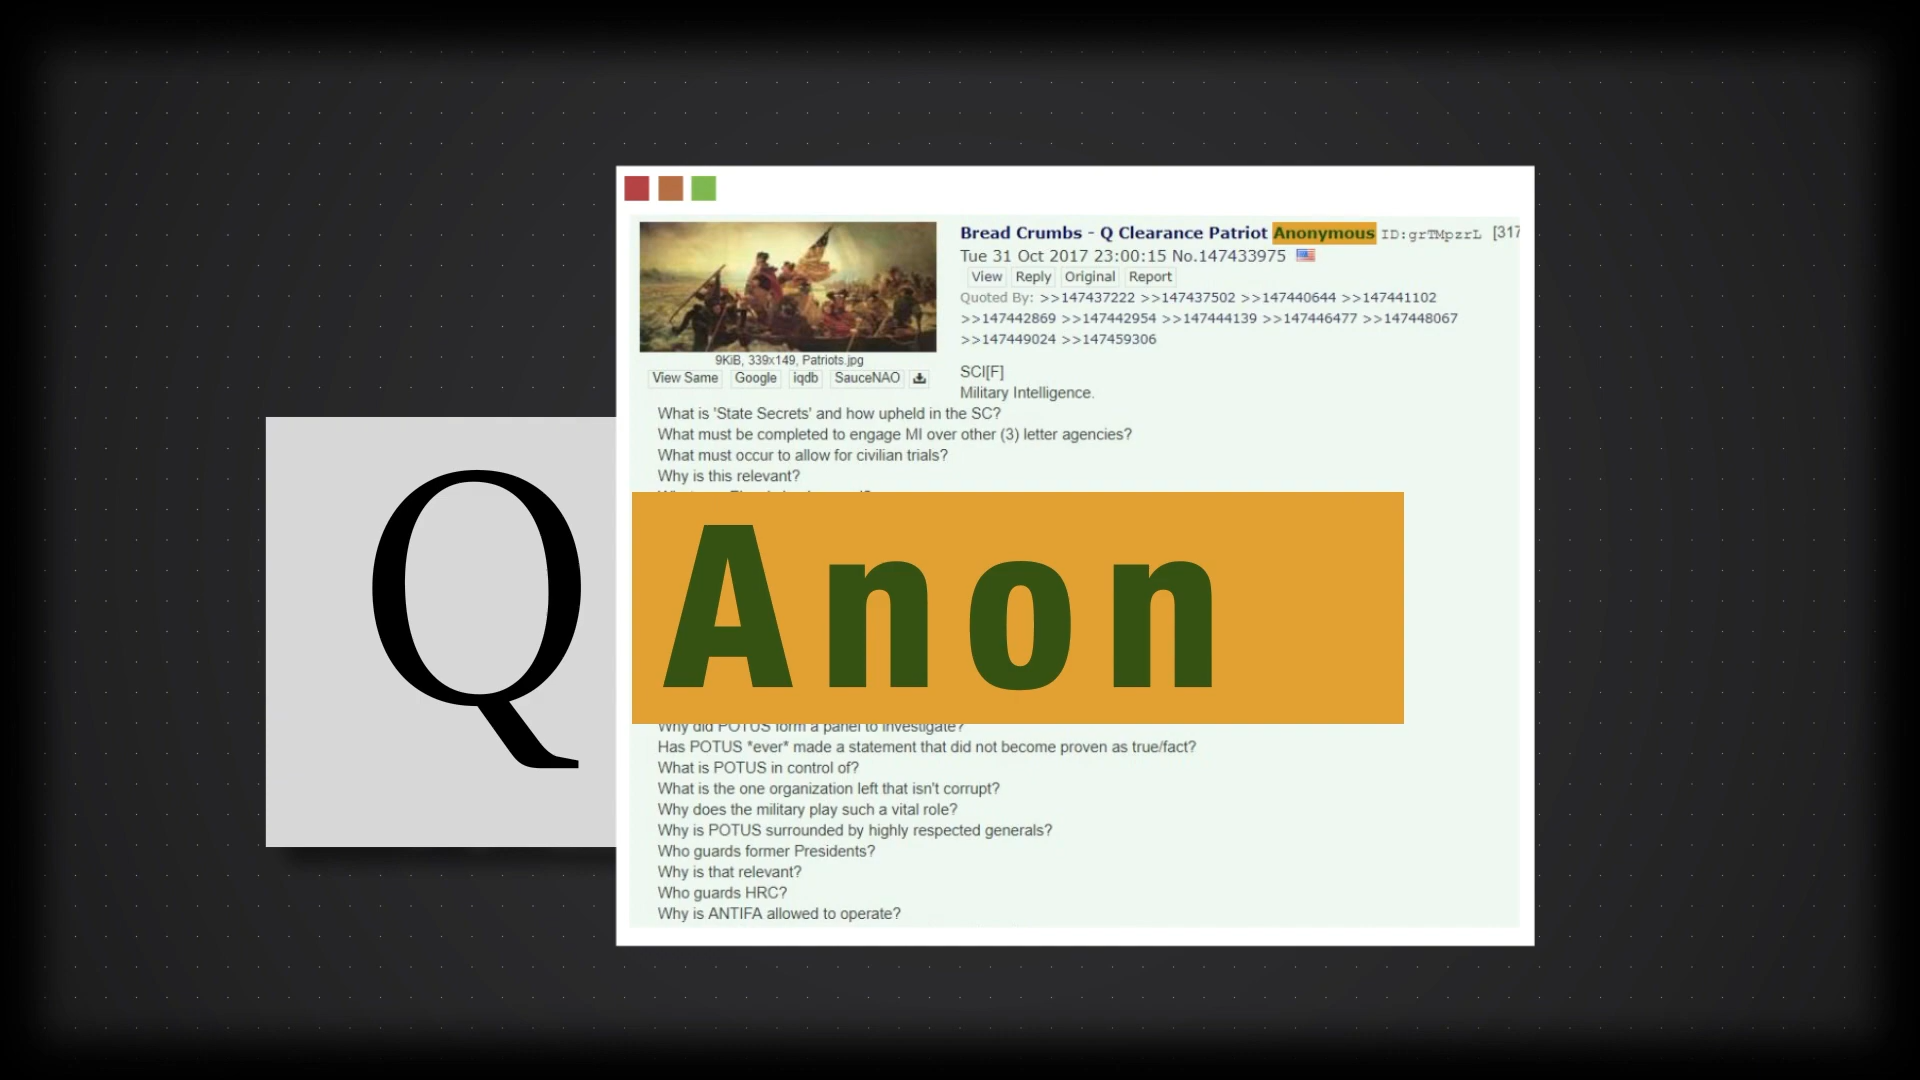 Bread Crumbs - Q Clearance Patriot Anonymous ID:grTMpzrL [317
Tue 31 Oct 2017 23:00:15 No.147433975
View Reply Original Report
Quoted By: >>147437222 >>147437502 >>147440644 >>147441102
>>147442869 >>147442954 >>147444139 >>147446477 >>147448067
>>147449024 >>147459306
9KiB, 339x149, Patriots.jpg
View Same Google iqdb SauceNAO
SCI[F]
Military Intelligence.
What is 'State Secrets' and how upheld in the SC?
What must be completed to engage MI over other (3) letter agencies?
What must occur to allow for civilian trials?
Why is this relevant?
Q Anon
Why did POTUS form a panel to investigate?
Has POTUS *ever* made a statement that did not become proven as true/fact?
What is POTUS in control of?
What is the one organization left that isn't corrupt?
Why does the military play such a vital role?
Why is POTUS surrounded by highly respected generals?
Who guards former Presidents?
Why is that relevant?
Who guards HRC?
Why is ANTIFA allowed to operate?